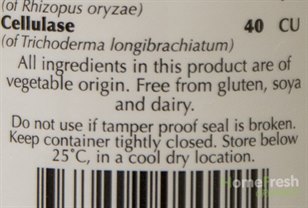 (of Rhizopus oryzae)
Cellulase 40 CU
(of Trichoderma longibrachiatum)
All ingredients in this product are of
vegetable origin. Free from gluten, soya
and dairy.
Do not use if tamper proof seal is broken.
Keep container tightly closed. Store below
25°C, in a cool dry location.
HomeFresh